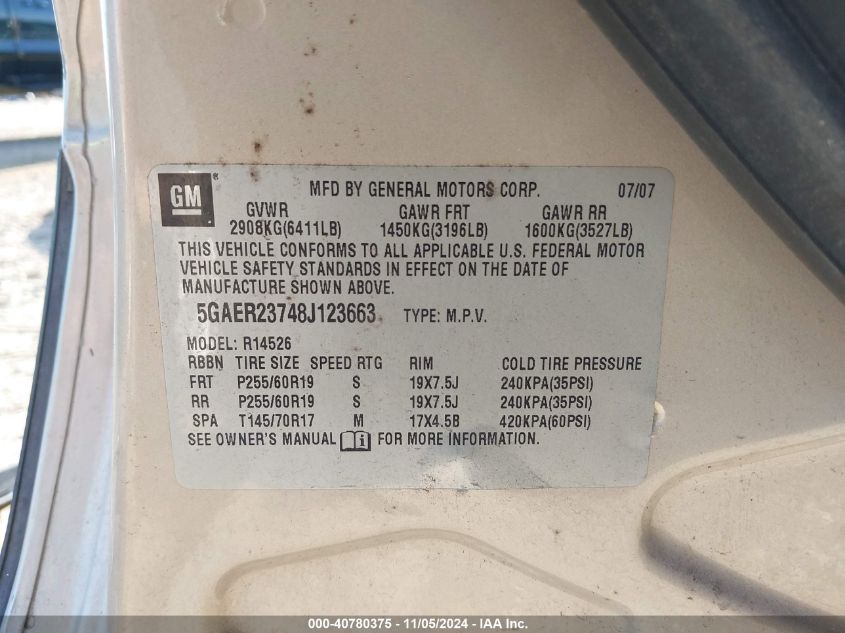 GM ® MFD BY GENERAL MOTORS CORP. 07/07
GVWR GAWR FRT GAWR RR
2908KG(6411LB) 1450KG(3196LB) 1600KG(3527LB)
THIS VEHICLE CONFORMS TO ALL APPLICABLE U.S. FEDERAL MOTOR
VEHICLE SAFETY STANDARDS IN EFFECT ON THE DATE OF
MANUFACTURE SHOWN ABOVE.
5GAER23748J123663 TYPE: M.P.V.
MODEL: R14526
RBBN TIRE SIZE SPEED RTG RIM COLD TIRE PRESSURE
FRT P255/60R19 S 19X7.5J 240KPA(35PSI)
RR P255/60R19 S 19X7.5J 240KPA(35PSI)
SPA T145/70R17 M 17X4.5B 420KPA(60PSI)
SEE OWNER'S MANUAL FOR MORE INFORMATION.
000-40780375 - 11/05/2024 - IAA Inc.